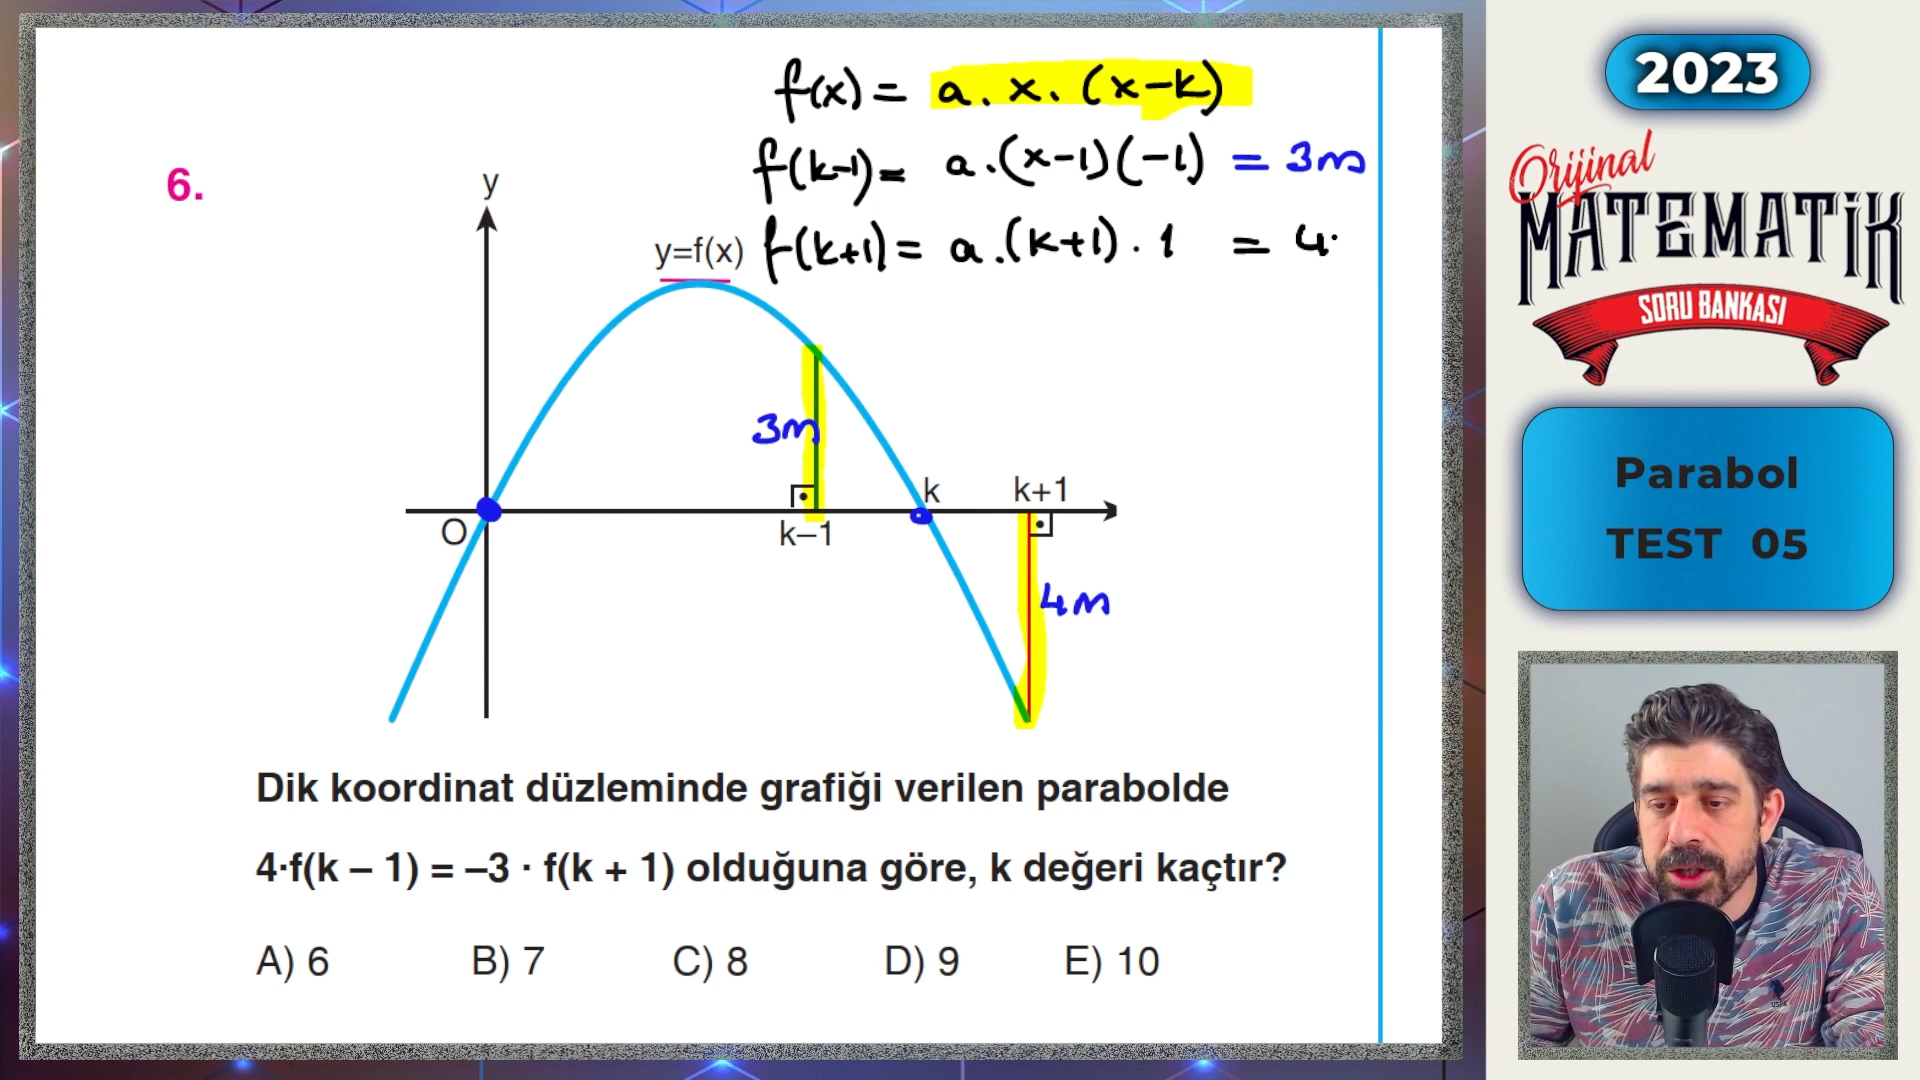 f(x) = a . x . (x-k)
f(k-1) = a . (x-1)(-1) = 3m
f(k+1) = a . (k+1) . 1 = 4.
6.
y
y=f(x)
3m
k
k+1
O
k–1
4m
Dik koordinat düzleminde grafiği verilen parabolde
4·f(k – 1) = –3 · f(k + 1) olduğuna göre, k değeri kaçtır?
A) 6 B) 7 C) 8 D) 9 E) 10
2023
Orijinal
MATEMATİK
SORU BANKASI
Parabol
TEST 05